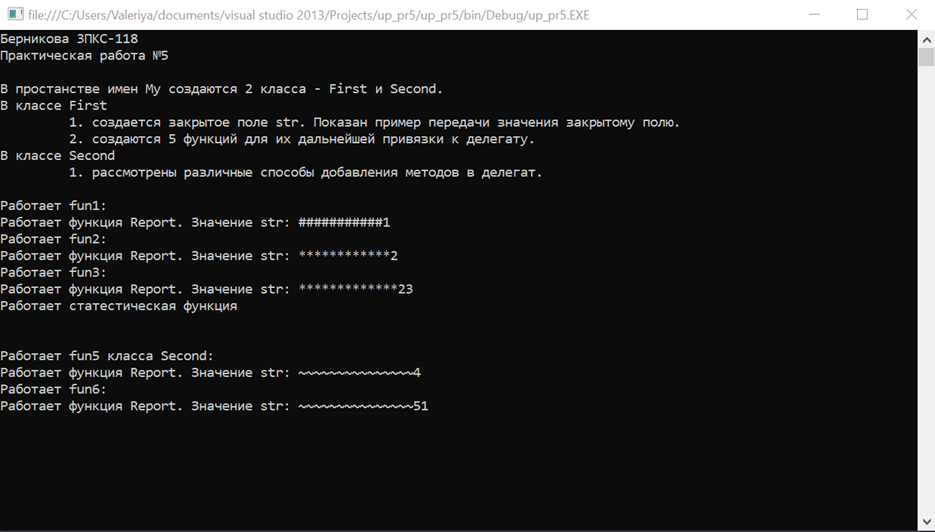 file:///C:/Users/Valeriya/documents/visual studio 2013/Projects/up_pr5/up_pr5/bin/Debug/up_pr5.EXE
Берникова 3ПКС-118
Практическая работа №5
В простанстве имен My создаются 2 класса - First и Second.
В классе First
1. создается закрытое поле str. Показан пример передачи значения закрытому полю.
2. создаются 5 функций для их дальнейшей привязки к делегату.
В классе Second
1. рассмотрены различные способы добавления методов в делегат.
Работает fun1:
Работает функция Report. Значение str: ###########1
Работает fun2:
Работает функция Report. Значение str: ************2
Работает fun3:
Работает функция Report. Значение str: *************23
Работает статестическая функция
Работает fun5 класса Second:
Работает функция Report. Значение str: ~~~~~~~~~~~~~~~4
Работает fun6:
Работает функция Report. Значение str: ~~~~~~~~~~~~~~~51